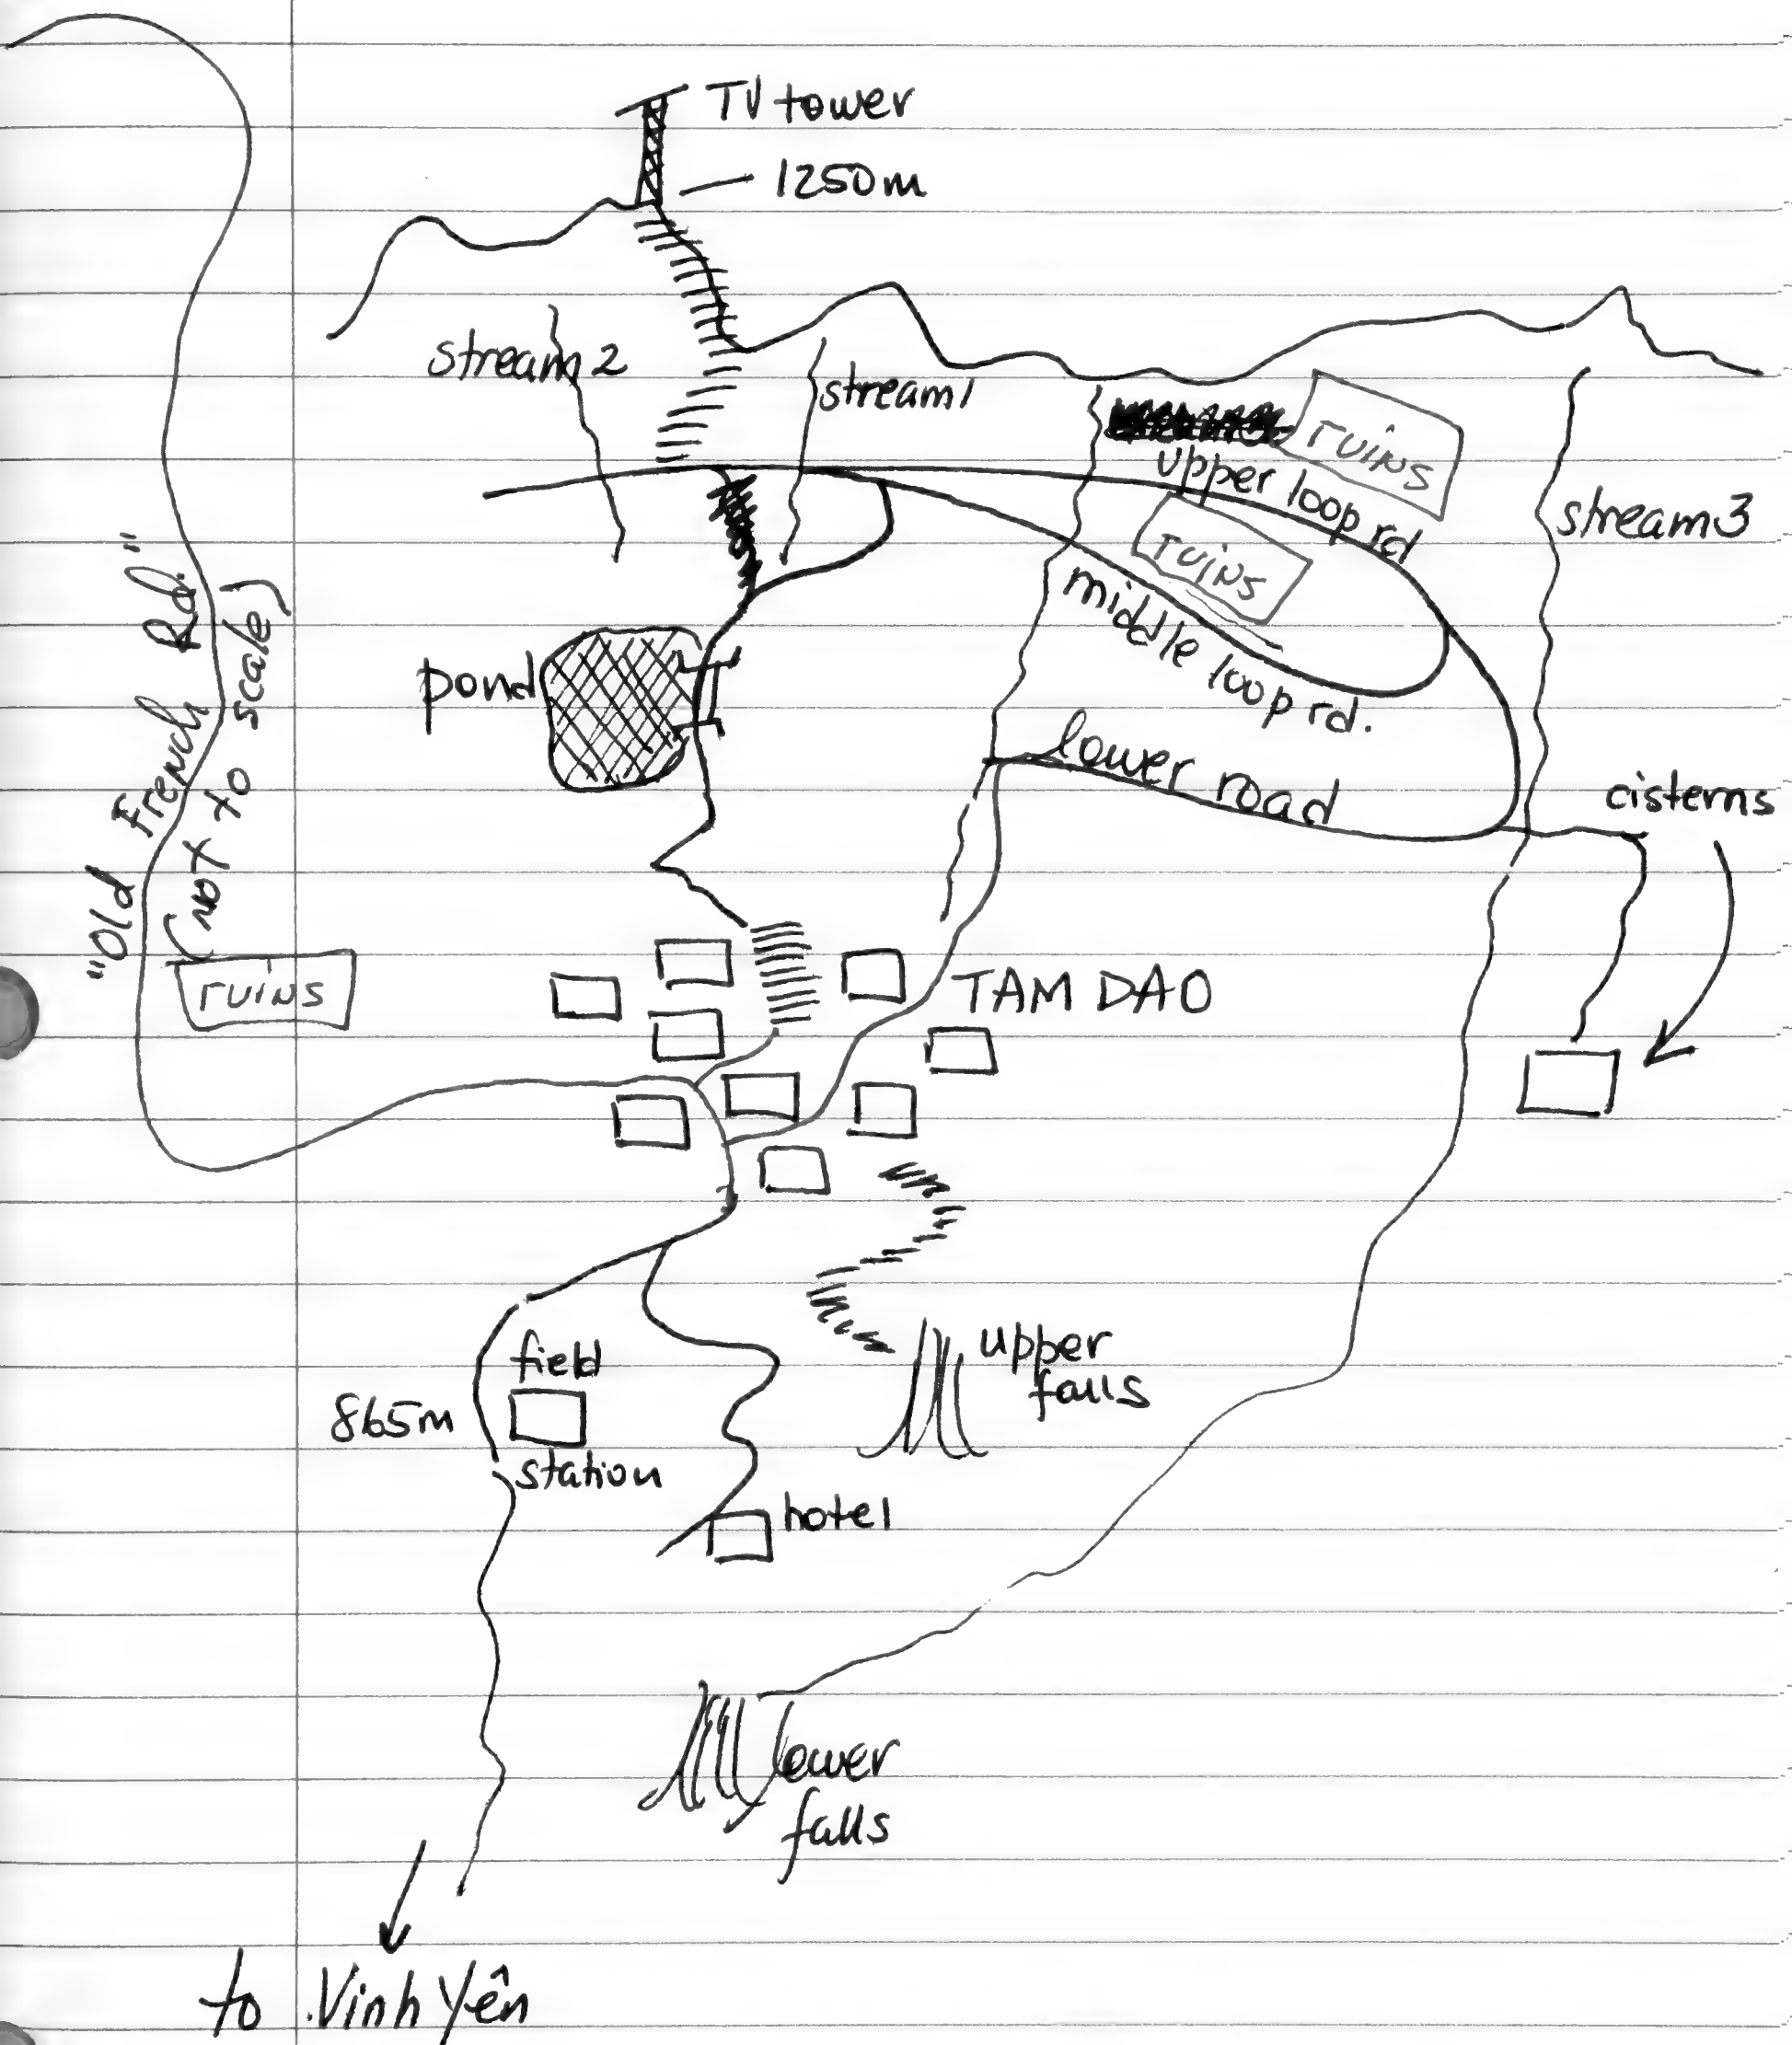 TV tower
1250m
stream 2
stream 1
ruins
upper loop rd
stream 3
ruins
middle loop rd.
"Old French Rd."
(not to scale)
pond
lower road
cisterns
ruins
TAM DAO
field
station
865m
upper
falls
hotel
lower
falls
to Vinh Yên